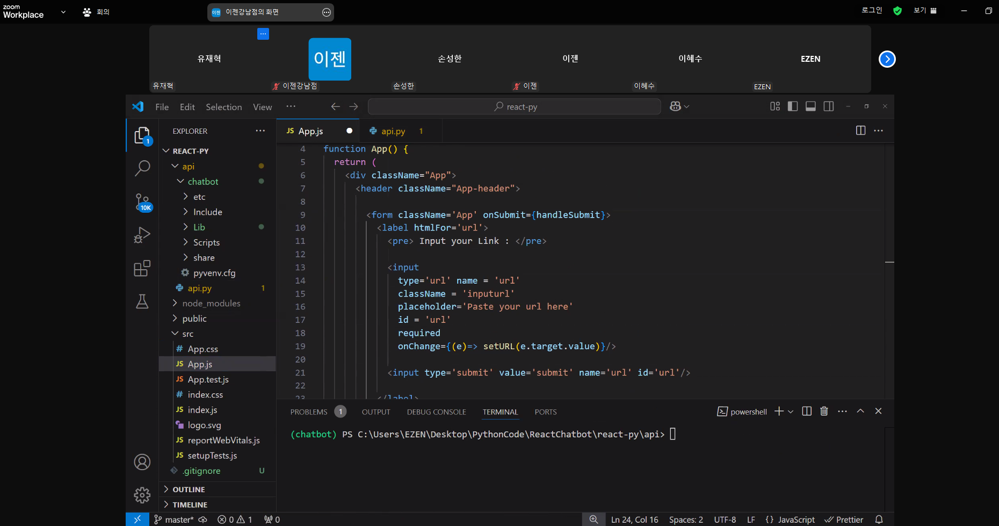 zoom
Workplace
회의
이젠 이젠강남점의 화면
로그인
보기
유재혁
이젠
손성한
이젠
이혜수
EZEN
유재혁
이젠강남점
손성한
이젠
이혜수
EZEN
File Edit Selection View ···
react-py
EXPLORER
JS App.js
api.py 1
1
REACT-PY
api
chatbot
etc
Include
Lib
Scripts
share
pyvenv.cfg
api.py 1
node_modules
public
src
# App.css
JS App.js
JS App.test.js
# index.css
JS index.js
logo.svg
JS reportWebVitals.js
JS setupTests.js
.gitignore U
OUTLINE
TIMELINE
10K
4 function App() {
5 return (
6 <div className="App">
7 <header className="App-header">
8
9 <form className='App' onSubmit={handleSubmit}>
10 <label htmlFor='url'>
11 <pre> Input your Link : </pre>
12
13 <input
14 type='url' name = 'url'
15 className = 'inputurl'
16 placeholder='Paste your url here'
17 id = 'url'
18 required
19 onChange={(e)=> setURL(e.target.value)}/>
20
21 <input type='submit' value='submit' name='url' id='url'/>
22
23 </label>
PROBLEMS 1 OUTPUT DEBUG CONSOLE TERMINAL PORTS
powershell
(chatbot) PS C:\Users\EZEN\Desktop\PythonCode\ReactChatbot\react-py\api>
master* 0 1 0
Ln 24, Col 16 Spaces: 2 UTF-8 LF {} JavaScript Prettier